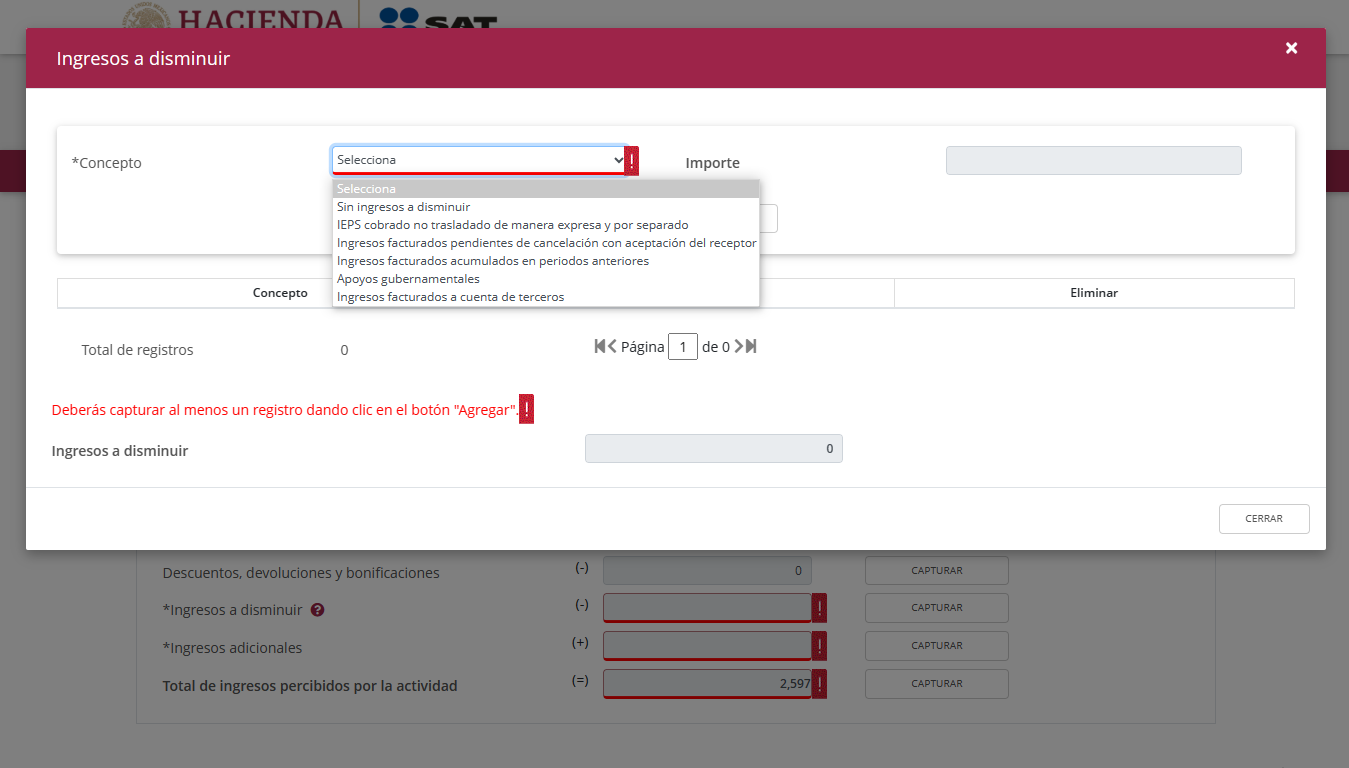 HACIENDA
SAT
Ingresos a disminuir
*Concepto
Selecciona
!
Importe
Selecciona
Sin ingresos a disminuir
IEPS cobrado no trasladado de manera expresa y por separado
Ingresos facturados pendientes de cancelación con aceptación del receptor
Ingresos facturados acumulados en periodos anteriores
Apoyos gubernamentales
Ingresos facturados a cuenta de terceros
Concepto
Eliminar
Total de registros 0
Página 1 de 0
Deberás capturar al menos un registro dando clic en el botón "Agregar". !
Ingresos a disminuir 0
CERRAR
Descuentos, devoluciones y bonificaciones (-) 0 CAPTURAR
*Ingresos a disminuir ? (-) ! CAPTURAR
*Ingresos adicionales (+) ! CAPTURAR
Total de ingresos percibidos por la actividad (=) 2,597 ! CAPTURAR